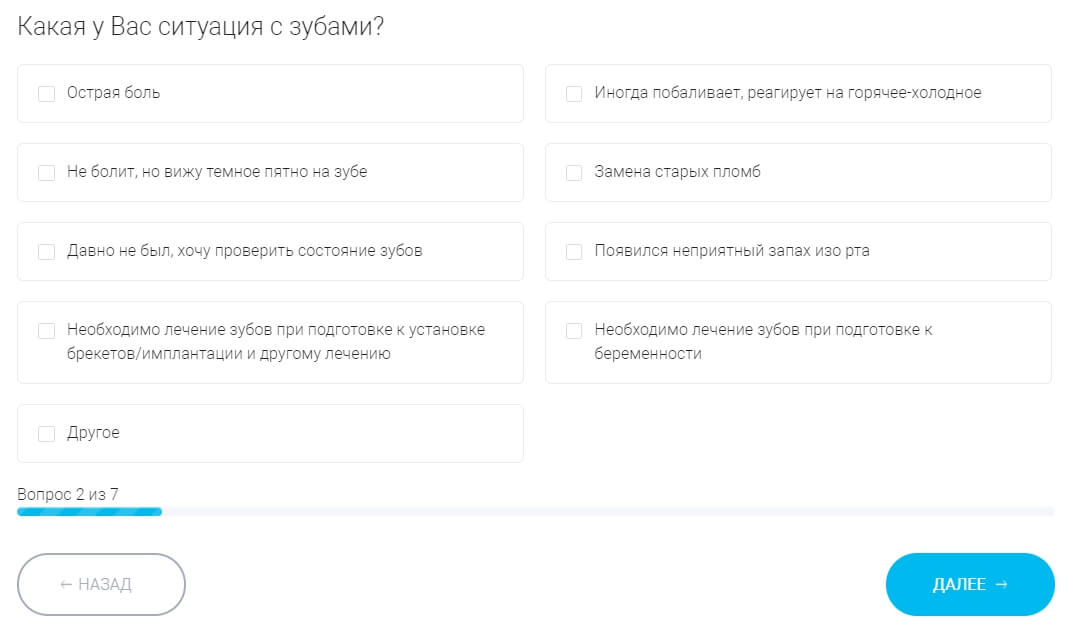 Какая у Вас ситуация с зубами?
Острая боль
Иногда побаливает, реагирует на горячее-холодное
Не болит, но вижу темное пятно на зубе
Замена старых пломб
Давно не был, хочу проверить состояние зубов
Появился неприятный запах изо рта
Необходимо лечение зубов при подготовке к установке
брекетов/имплантации и другому лечению
Необходимо лечение зубов при подготовке к
беременности
Другое
Вопрос 2 из 7
← НАЗАД
ДАЛЕЕ →